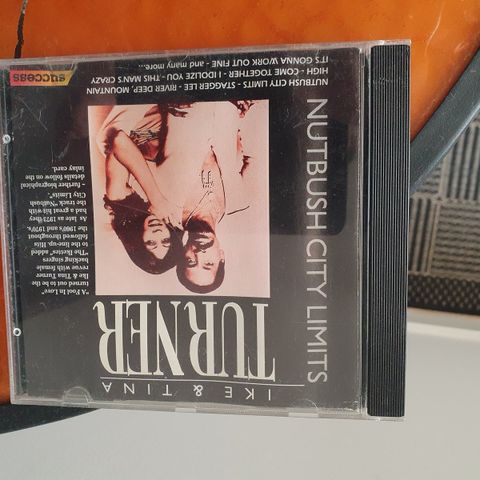 IKE & TINA
TURNER
NUTBUSH CITY LIMITS
"A Fool In Love"
turned out to be the
Ike & Tina Turner
revue with female
backing singers
"The Ikettes" added
to the line-up. Hits
followed throughout
the 1960's and 1970's.
As late as 1973 they
had a great hit with
the track "Nutbush
City Limits".
– further biographical
details follow on the
inlay card.
NUTBUSH CITY LIMITS - STAGGER LEE - RIVER DEEP, MOUNTAIN
HIGH - COME TOGETHER - I IDOLIZE YOU - THIS MAN'S CRAZY
IT'S GONNA WORK OUT FINE - and many more...
success